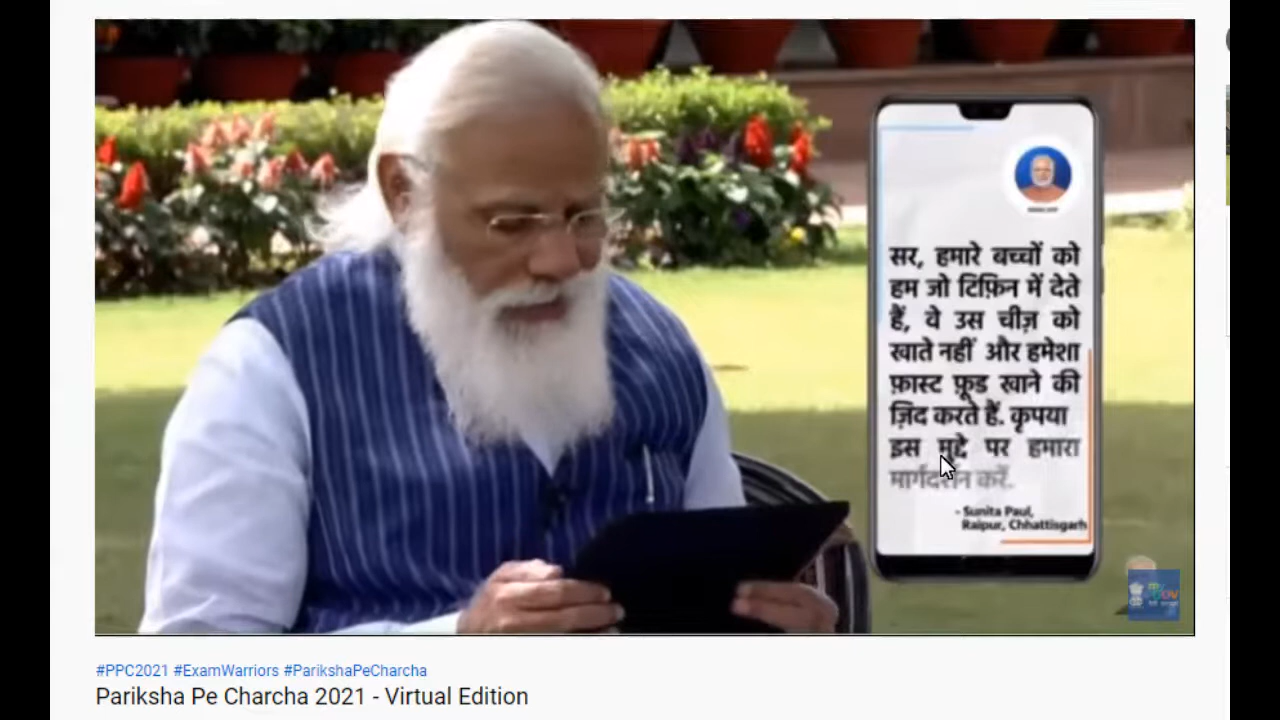 सर, हमारे बच्चों को
हम जो टिफ़िन में देते
हैं, वे उस चीज़ को
खाते नहीं और हमेशा
फ़ास्ट फ़ूड खाने की
ज़िद करते हैं. कृपया
इस मुद्दे पर हमारा
मार्गदर्शन करें.
- Sunita Paul,
Raipur, Chhattisgarh
#PPC2021 #ExamWarriors #ParikshaPeCharcha
Pariksha Pe Charcha 2021 - Virtual Edition